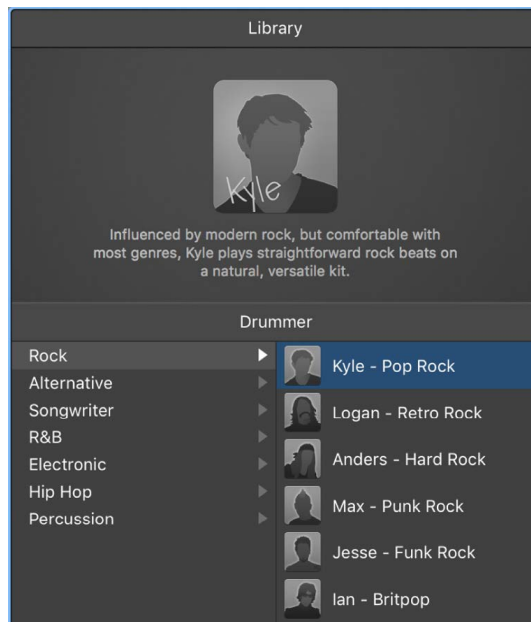 Library
Kyle
Influenced by modern rock, but comfortable with
most genres, Kyle plays straightforward rock beats on
a natural, versatile kit.
Drummer
Rock
Alternative
Songwriter
R&B
Electronic
Hip Hop
Percussion
Kyle - Pop Rock
Logan - Retro Rock
Anders - Hard Rock
Max - Punk Rock
Jesse - Funk Rock
Ian - Britpop